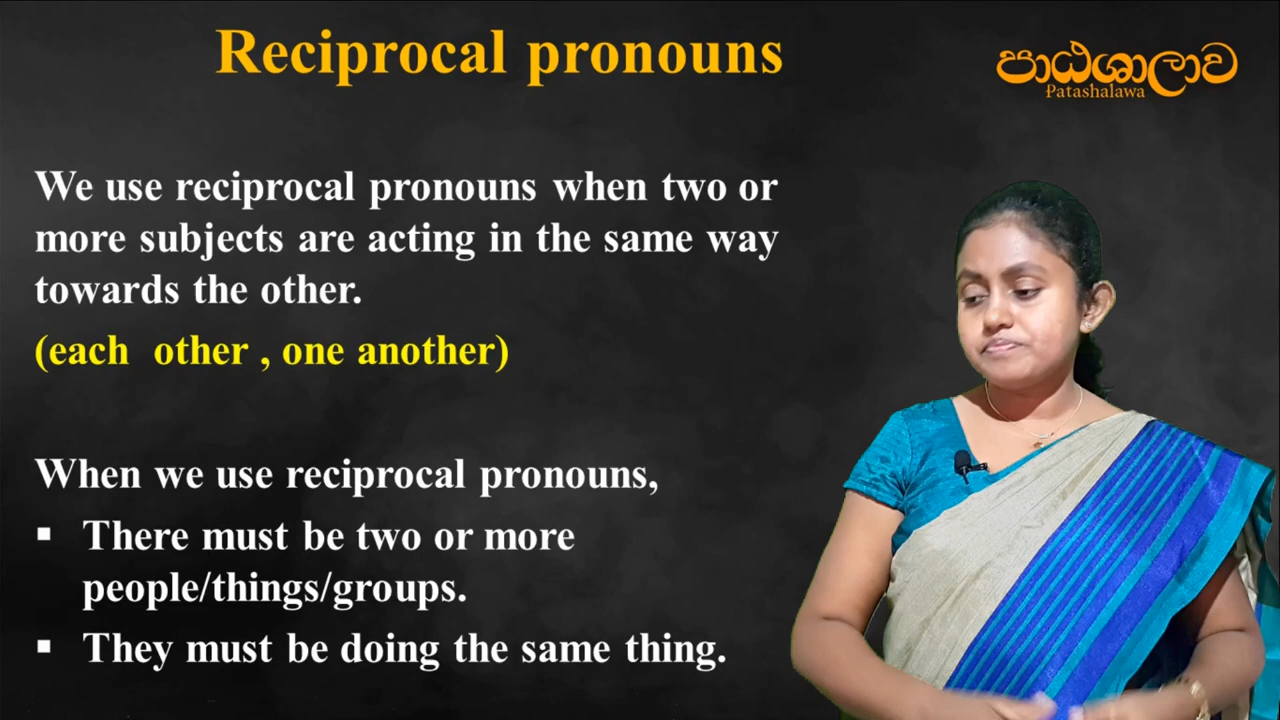 Reciprocal pronouns
පාඨශාලාව
Patashalawa
We use reciprocal pronouns when two or
more subjects are acting in the same way
towards the other.
(each other , one another)
When we use reciprocal pronouns,
▪ There must be two or more
people/things/groups.
▪ They must be doing the same thing.